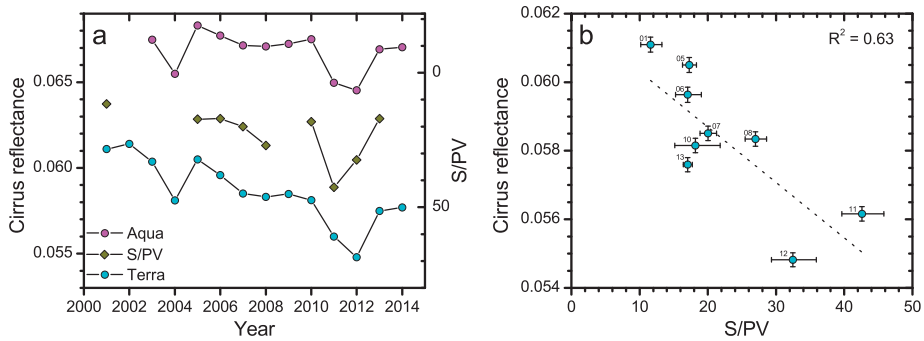 a
Cirrus reflectance
0.065
0.060
0.055
0
50
S/PV
Aqua
S/PV
Terra
2000 2002 2004 2006 2008 2010 2012 2014
Year
b
R² = 0.63
Cirrus reflectance
0.062
0.060
0.058
0.056
0.054
01
05
06
07
08
10
13
11
12
0 10 20 30 40 50
S/PV